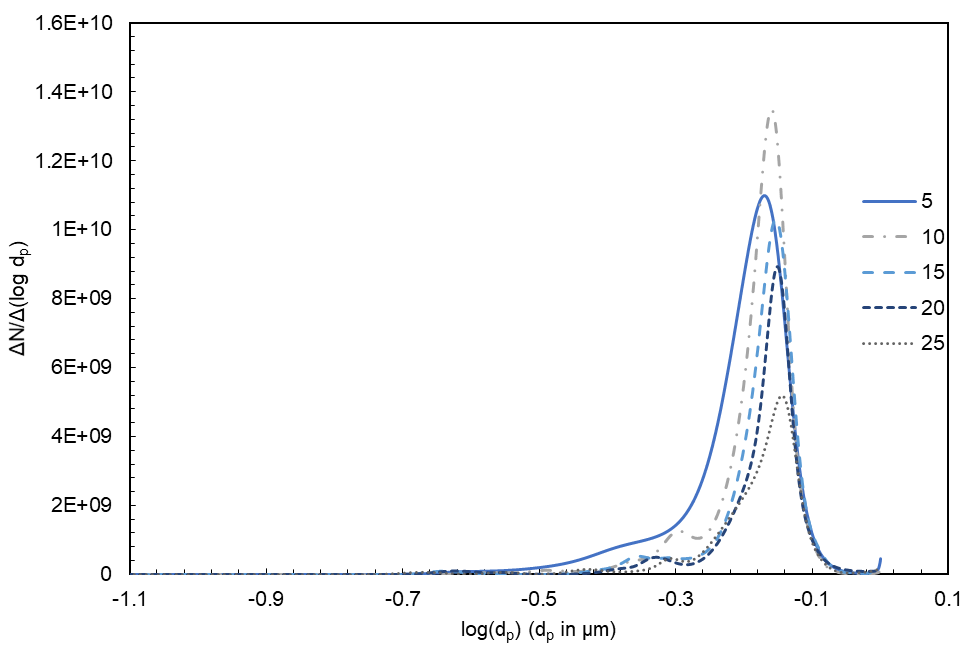 1.6E+10
1.4E+10
1.2E+10
1E+10
8E+09
6E+09
4E+09
2E+09
0
ΔN/Δ(log dp)
5
10
15
20
25
-1.1 -0.9 -0.7 -0.5 -0.3 -0.1 0.1
log(dp) (dp in µm)